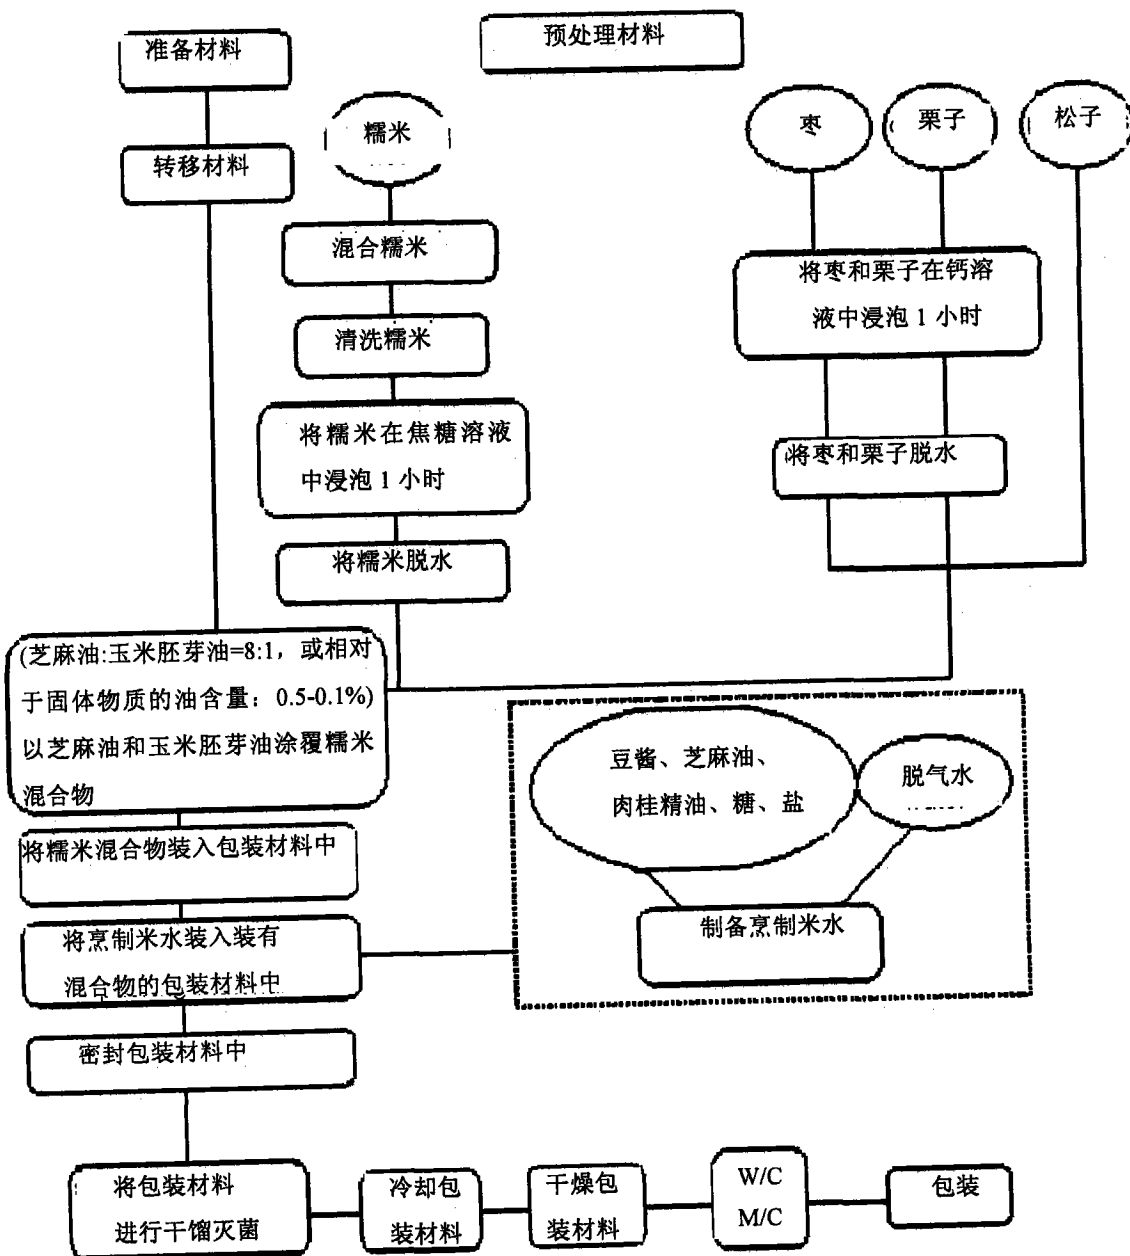 准备材料
预处理材料
转移材料
糯米
枣
栗子
松子
混合糯米
清洗糯米
将糯米在焦糖溶液
中浸泡 1 小时
将糯米脱水
将枣和栗子在钙溶
液中浸泡 1 小时
将枣和栗子脱水
(芝麻油:玉米胚芽油=8:1，或相对
于固体物质的油含量：0.5-0.1%)
以芝麻油和玉米胚芽油涂覆糯米
混合物
豆酱、芝麻油、
肉桂精油、糖、盐
脱气水
制备烹制米水
将糯米混合物装入包装材料中
将烹制米水装入装有
混合物的包装材料中
密封包装材料中
将包装材料
进行干馏灭菌
冷却包
装材料
干燥包
装材料
W/C
M/C
包装